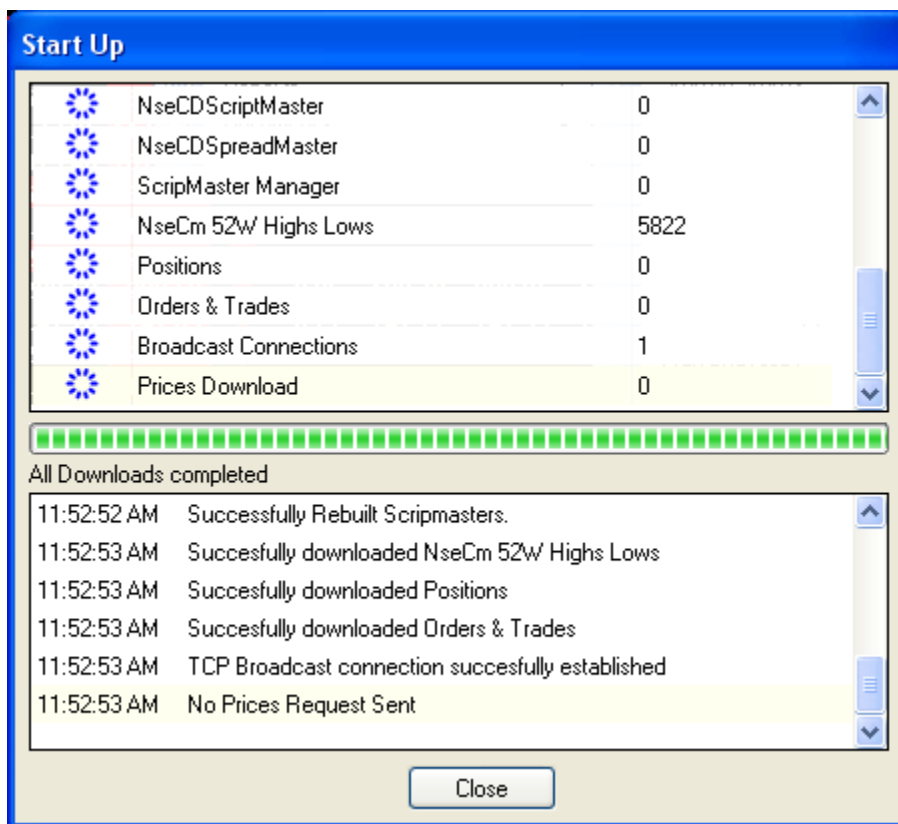 Start Up
NseCDScriptMaster 0
NseCDSpreadMaster 0
ScripMaster Manager 0
NseCm 52W Highs Lows 5822
Positions 0
Orders & Trades 0
Broadcast Connections 1
Prices Download 0
All Downloads completed
11:52:52 AM Successfully Rebuilt Scripmasters.
11:52:53 AM Succesfully downloaded NseCm 52W Highs Lows
11:52:53 AM Succesfully downloaded Positions
11:52:53 AM Succesfully downloaded Orders & Trades
11:52:53 AM TCP Broadcast connection succesfully established
11:52:53 AM No Prices Request Sent
Close